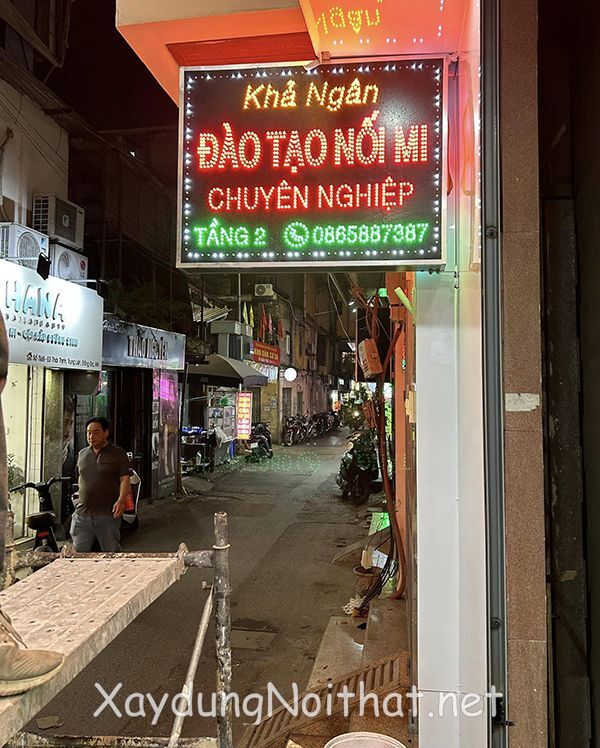 Khả Ngân
ĐÀO TẠO NỐI MI
CHUYÊN NGHIỆP
TẦNG 2 0865887387
HANA
XaydungNoithat.net